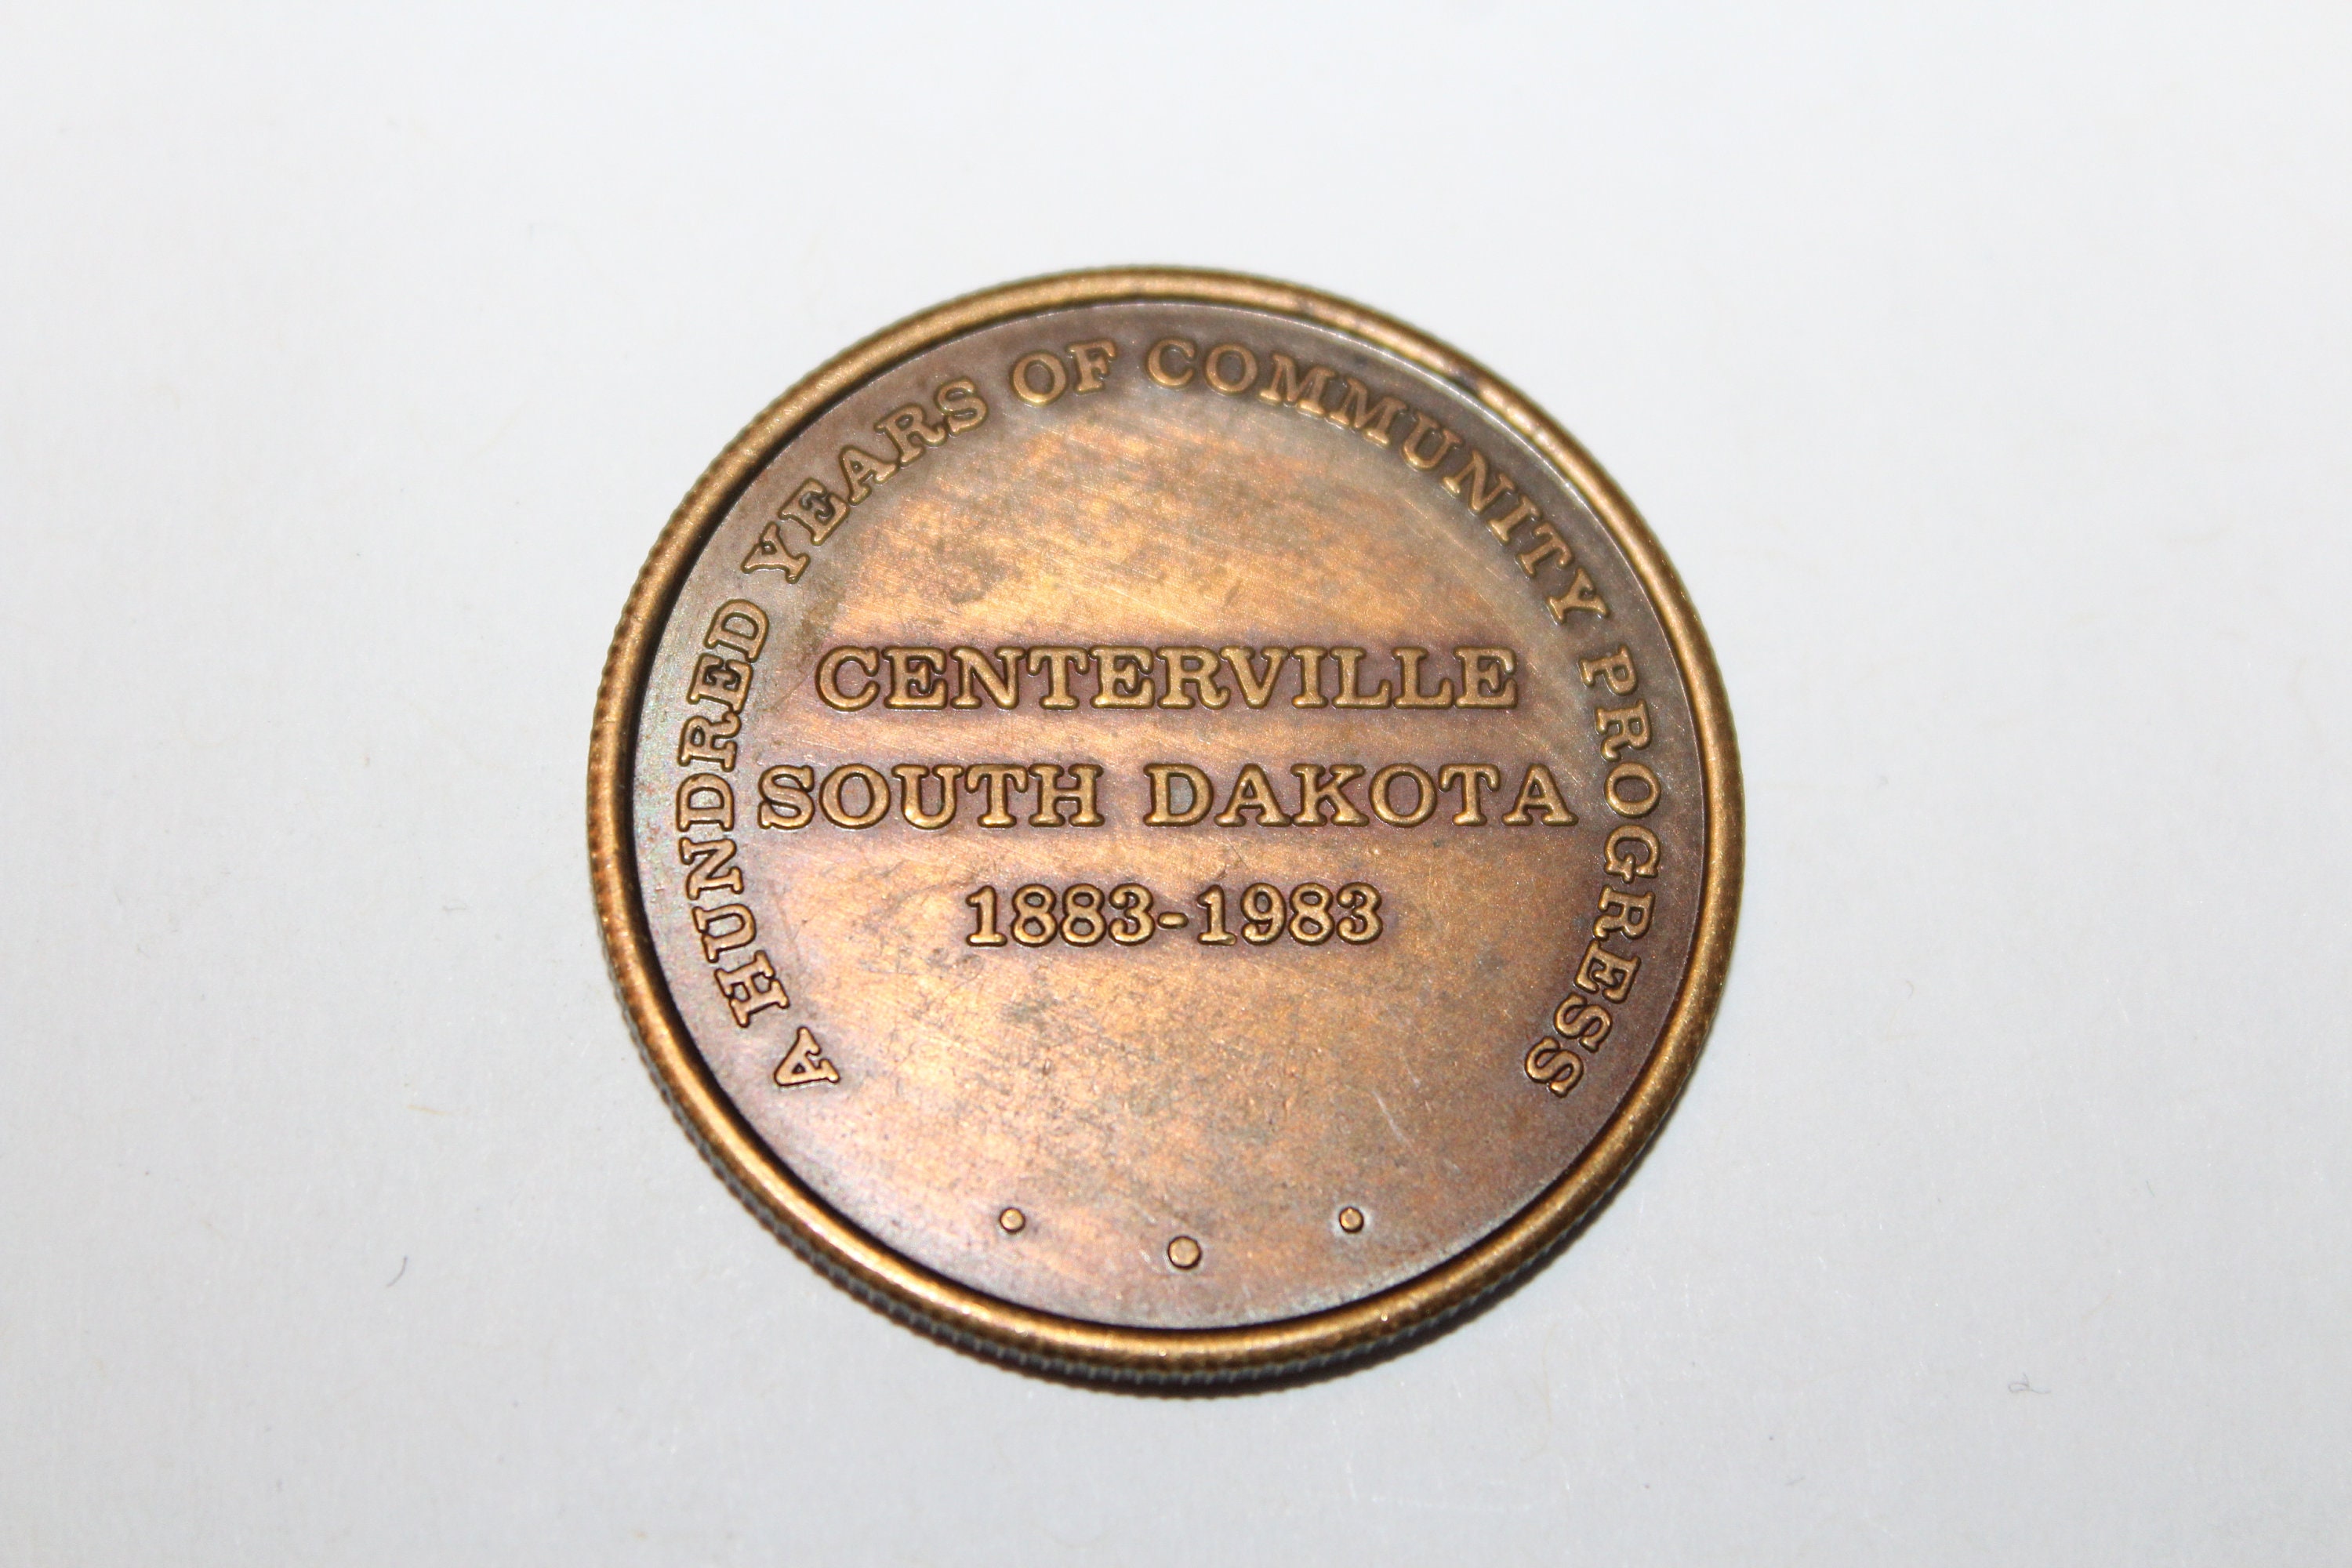 A HUNDRED YEARS OF COMMUNITY PROGRESS
CENTERVILLE
SOUTH DAKOTA
1883-1983